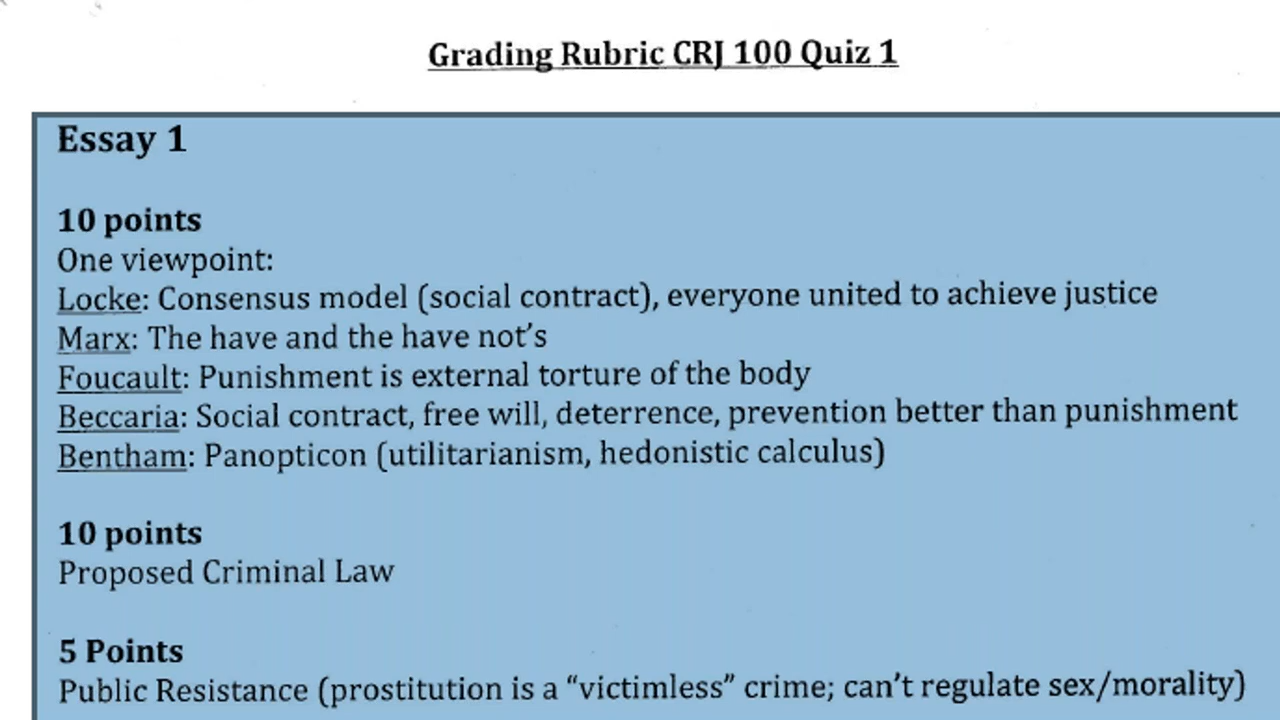 Grading Rubric CRJ 100 Quiz 1
Essay 1
10 points
One viewpoint:
Locke: Consensus model (social contract), everyone united to achieve justice
Marx: The have and the have not’s
Foucault: Punishment is external torture of the body
Beccaria: Social contract, free will, deterrence, prevention better than punishment
Bentham: Panopticon (utilitarianism, hedonistic calculus)
10 points
Proposed Criminal Law
5 Points
Public Resistance (prostitution is a “victimless” crime; can’t regulate sex/morality)